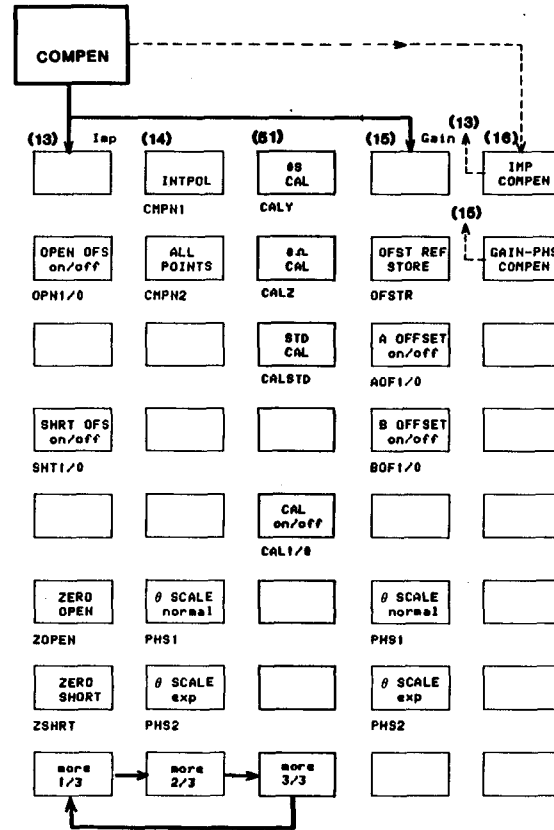 COMPEN
(13) Imp (14) (51) (15) Gain (13) (16)
INTPOL
0S
CAL
IMP
COMPEN
CMPN1 CALY
(15)
OPEN OFS
on/off
ALL
POINTS
0Ω
CAL
OFST REF
STORE
GAIN-PHS
COMPEN
OPN1/0 CMPN2 CALZ OFSTR
STD
CAL
A OFFSET
on/off
CALSTD AOF1/0
SHRT OFS
on/off
B OFFSET
on/off
SHT1/0 BOF1/0
CAL
on/off
CAL1/0
ZERO
OPEN
θ SCALE
normal
θ SCALE
normal
ZOPEN PHS1 PHS1
ZERO
SHORT
θ SCALE
exp
θ SCALE
exp
ZSHRT PHS2 PHS2
more
1/3
more
2/3
more
3/3